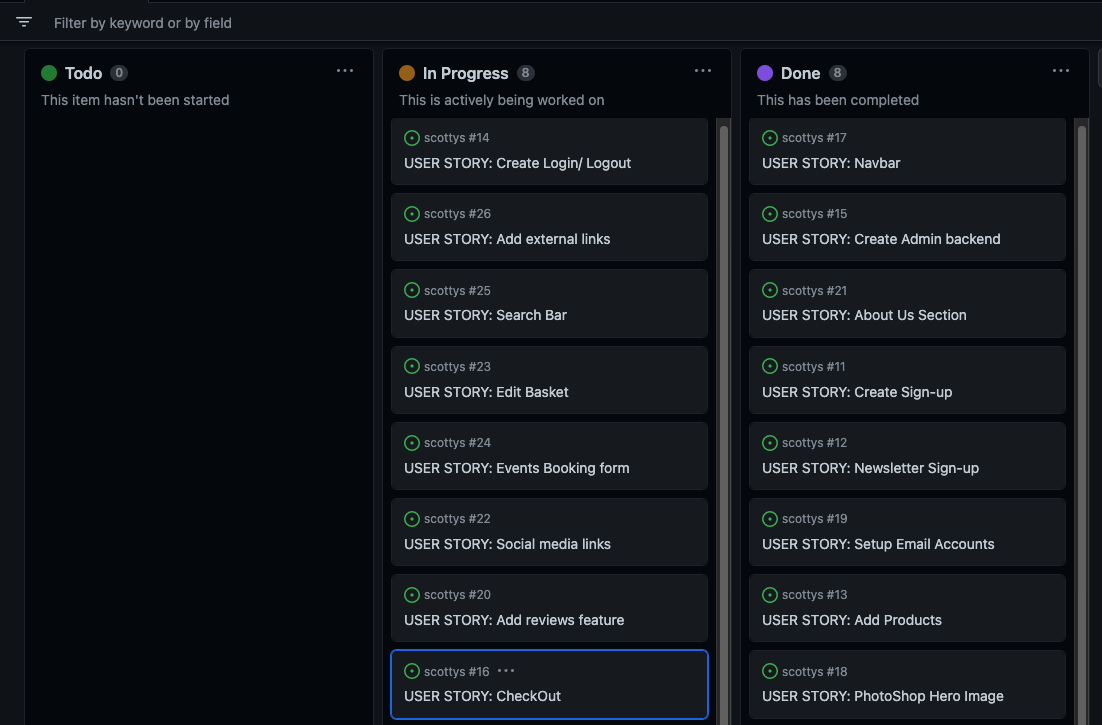 Filter by keyword or by field
Todo 0
This item hasn't been started
In Progress 8
This is actively being worked on
scottys #14
USER STORY: Create Login/ Logout
scottys #26
USER STORY: Add external links
scottys #25
USER STORY: Search Bar
scottys #23
USER STORY: Edit Basket
scottys #24
USER STORY: Events Booking form
scottys #22
USER STORY: Social media links
scottys #20
USER STORY: Add reviews feature
scottys #16
USER STORY: CheckOut
Done 8
This has been completed
scottys #17
USER STORY: Navbar
scottys #15
USER STORY: Create Admin backend
scottys #21
USER STORY: About Us Section
scottys #11
USER STORY: Create Sign-up
scottys #12
USER STORY: Newsletter Sign-up
scottys #19
USER STORY: Setup Email Accounts
scottys #13
USER STORY: Add Products
scottys #18
USER STORY: PhotoShop Hero Image